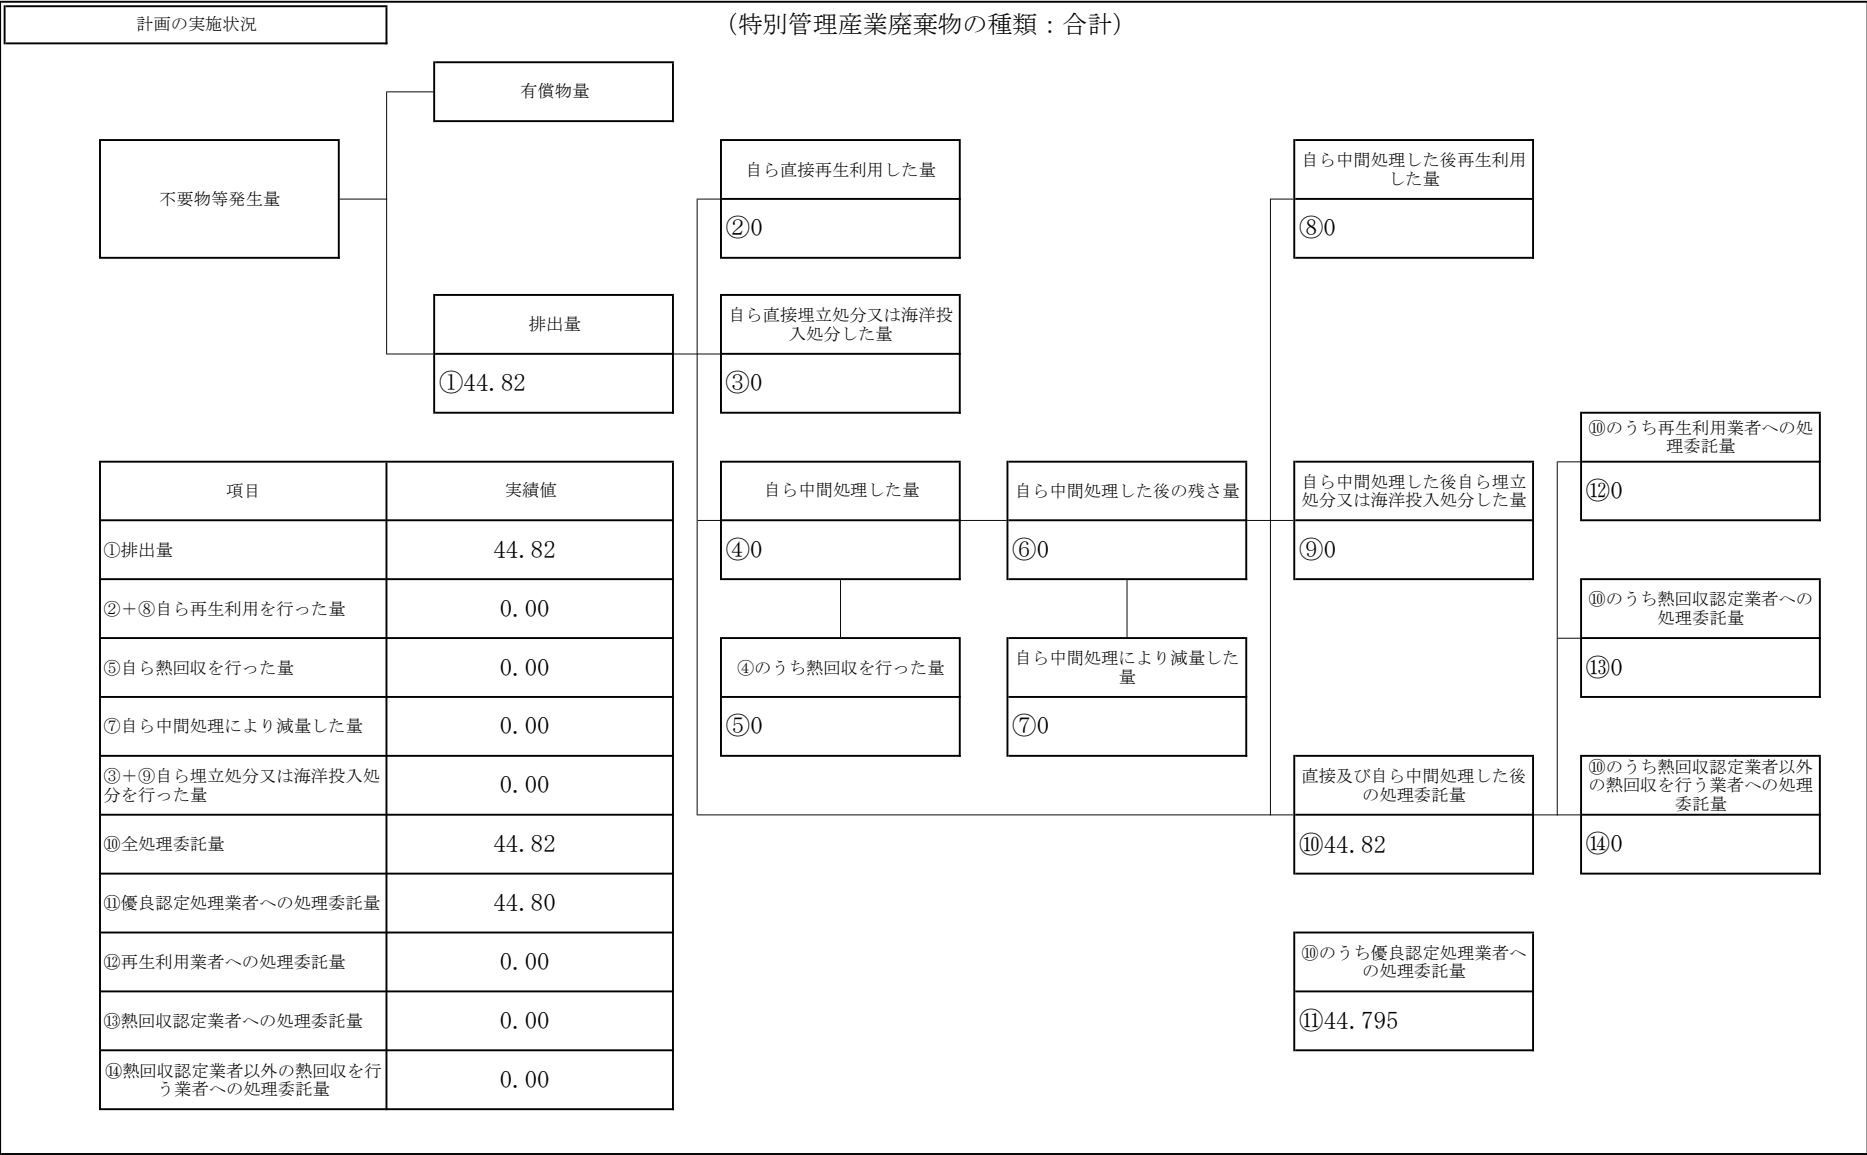 計画の実施状況
（特別管理産業廃棄物の種類：合計）
有償物量
不要物等発生量
自ら直接再生利用した量
②0
自ら中間処理した後再生利用
した量
⑧0
排出量
①44.82
自ら直接埋立処分又は海洋投
入処分した量
③0
⑩のうち再生利用業者への処
理委託量
⑫0
自ら中間処理した量
④0
自ら中間処理した後の残さ量
⑥0
自ら中間処理した後自ら埋立
処分又は海洋投入処分した量
⑨0
⑩のうち熱回収認定業者への
処理委託量
⑬0
④のうち熱回収を行った量
⑤0
自ら中間処理により減量した
量
⑦0
直接及び自ら中間処理した後
の処理委託量
⑩44.82
⑩のうち熱回収認定業者以外
の熱回収を行う業者への処理
委託量
⑭0
⑩のうち優良認定処理業者へ
の処理委託量
⑪44.795
項目 実績値
①排出量 44.82
②＋⑧自ら再生利用を行った量 0.00
⑤自ら熱回収を行った量 0.00
⑦自ら中間処理により減量した量 0.00
③＋⑨自ら埋立処分又は海洋投入処
分を行った量 0.00
⑩全処理委託量 44.82
⑪優良認定処理業者への処理委託量 44.80
⑫再生利用業者への処理委託量 0.00
⑬熱回収認定業者への処理委託量 0.00
⑭熱回収認定業者以外の熱回収を行
う業者への処理委託量 0.00